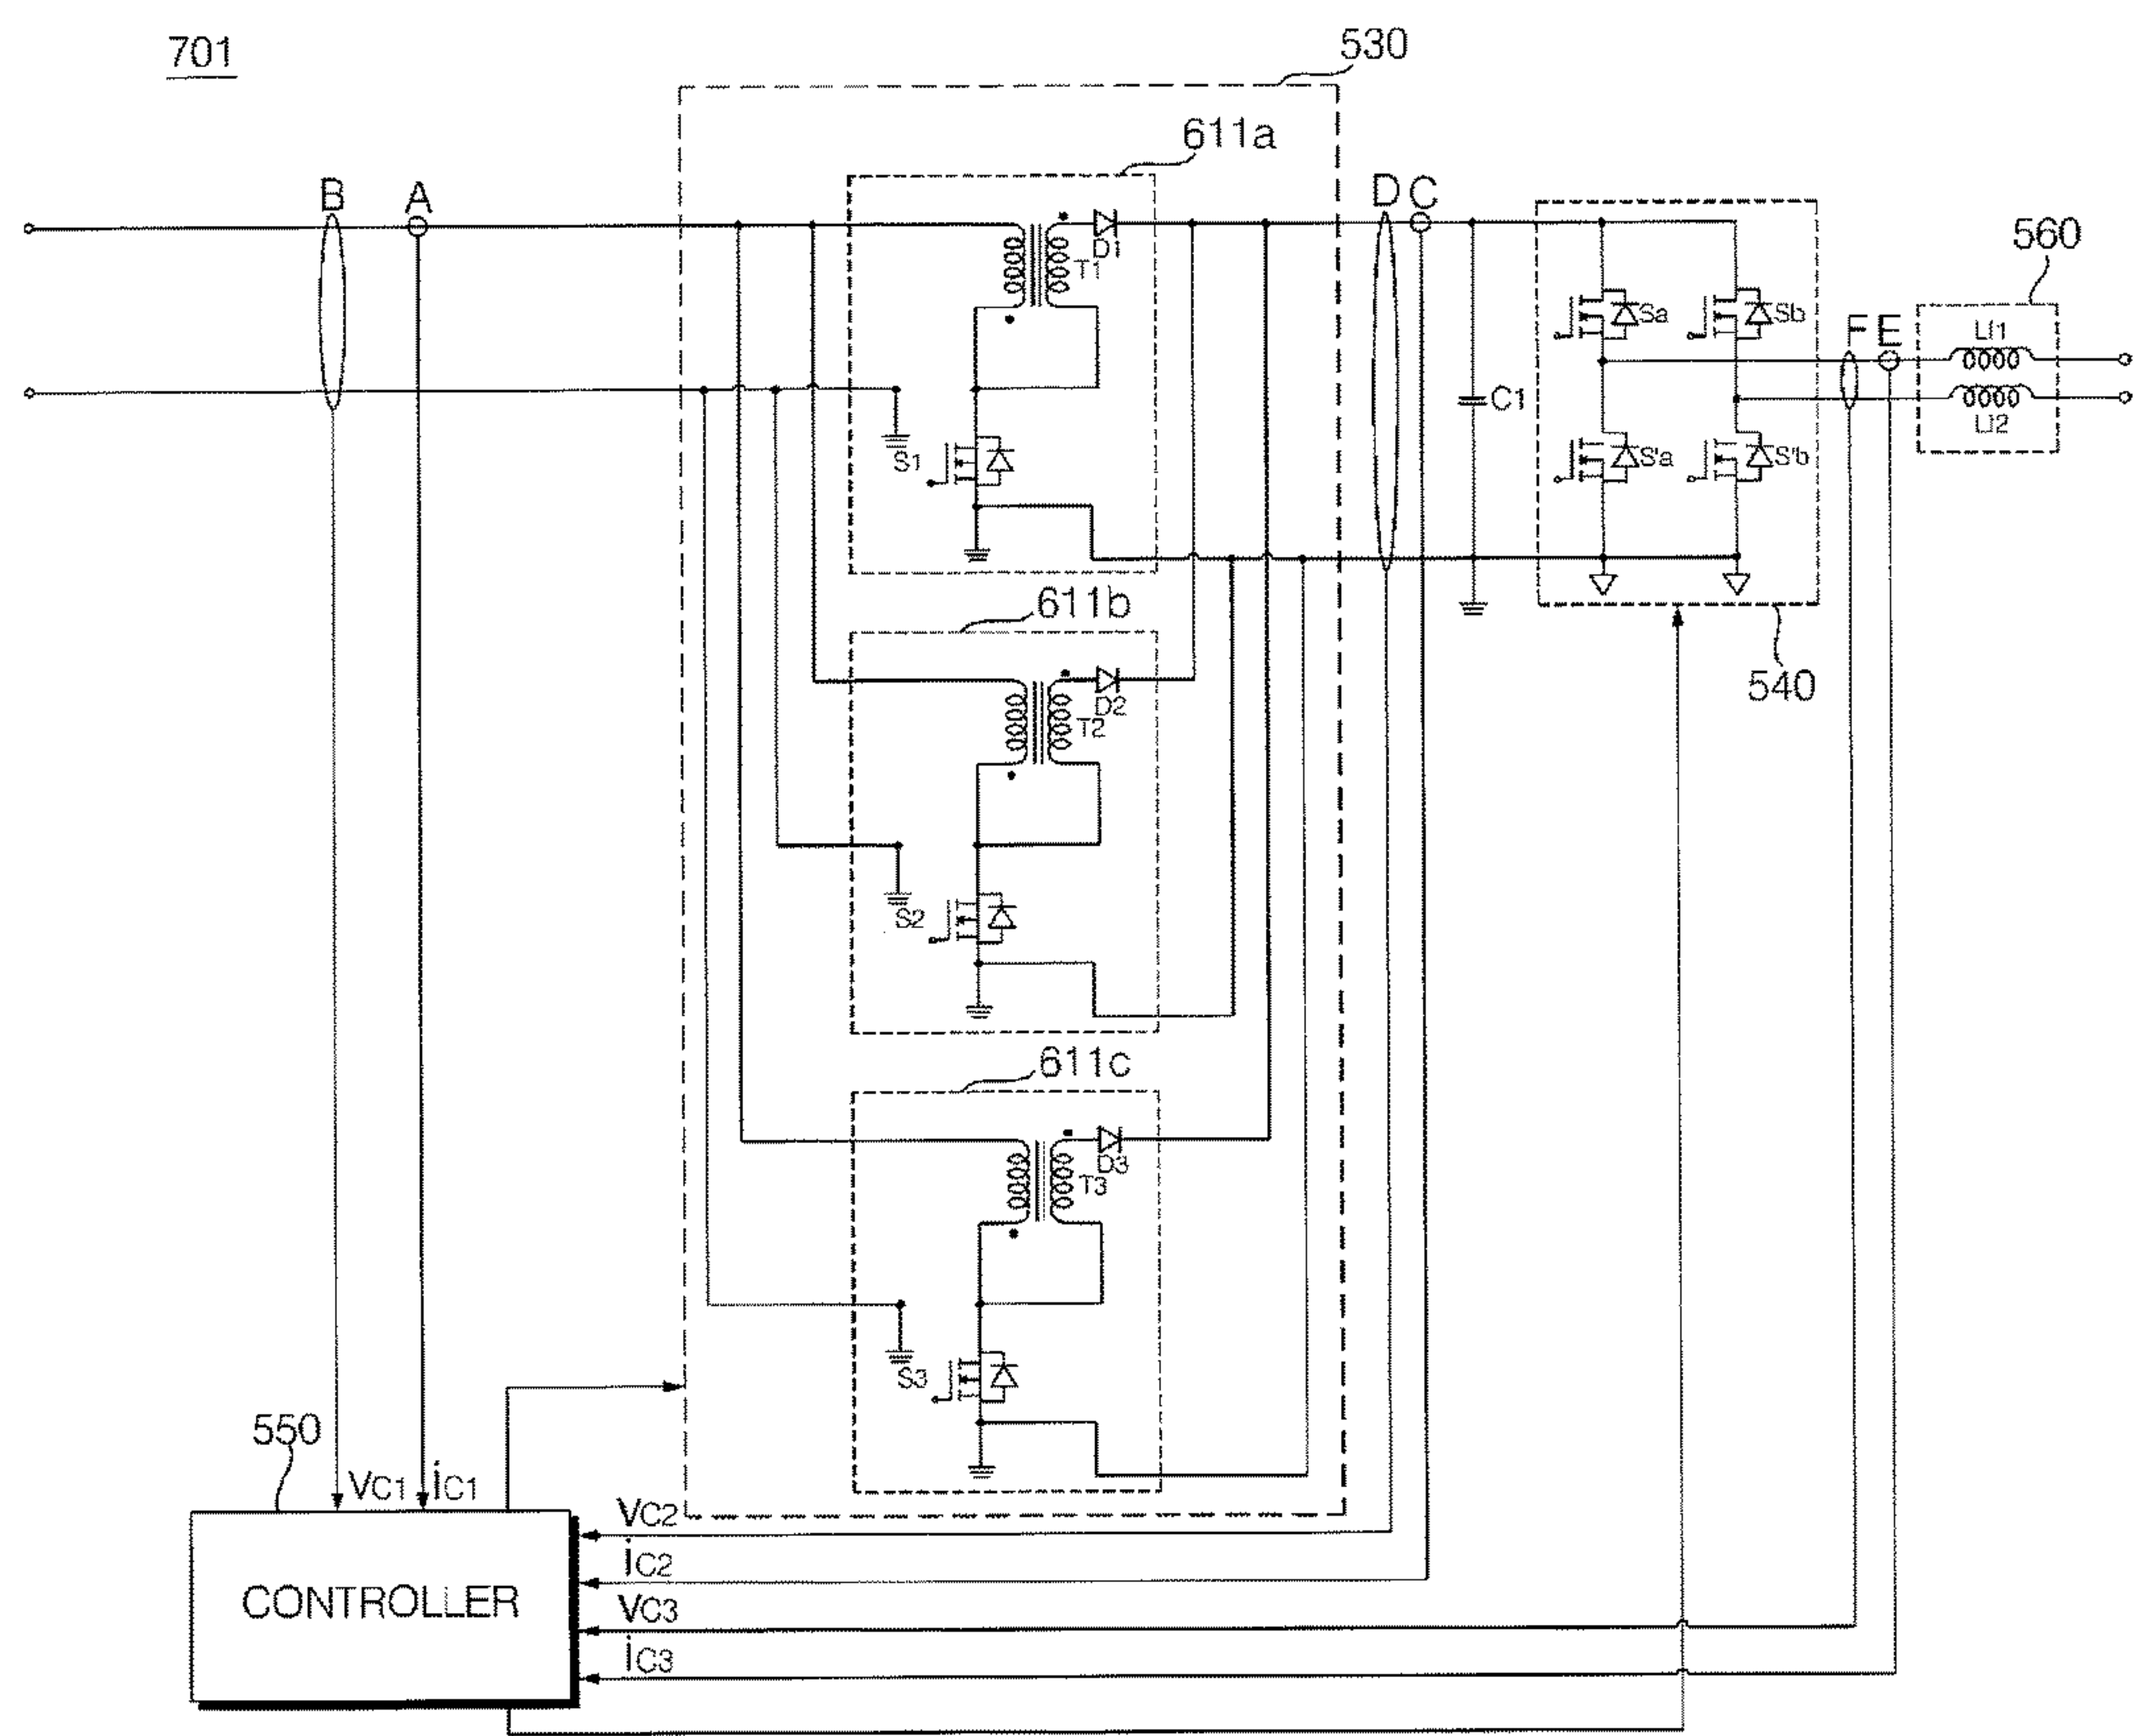 701
530
611a
B
A
D
C
D1
T1
560
Sa
Sb
F
E
Lf1
C1
Lf2
S1
S'a
S'b
611b
540
D2
T2
S2
611c
D3
T3
S3
550
VC1
iC1
VC2
iC2
CONTROLLER
VC3
iC3